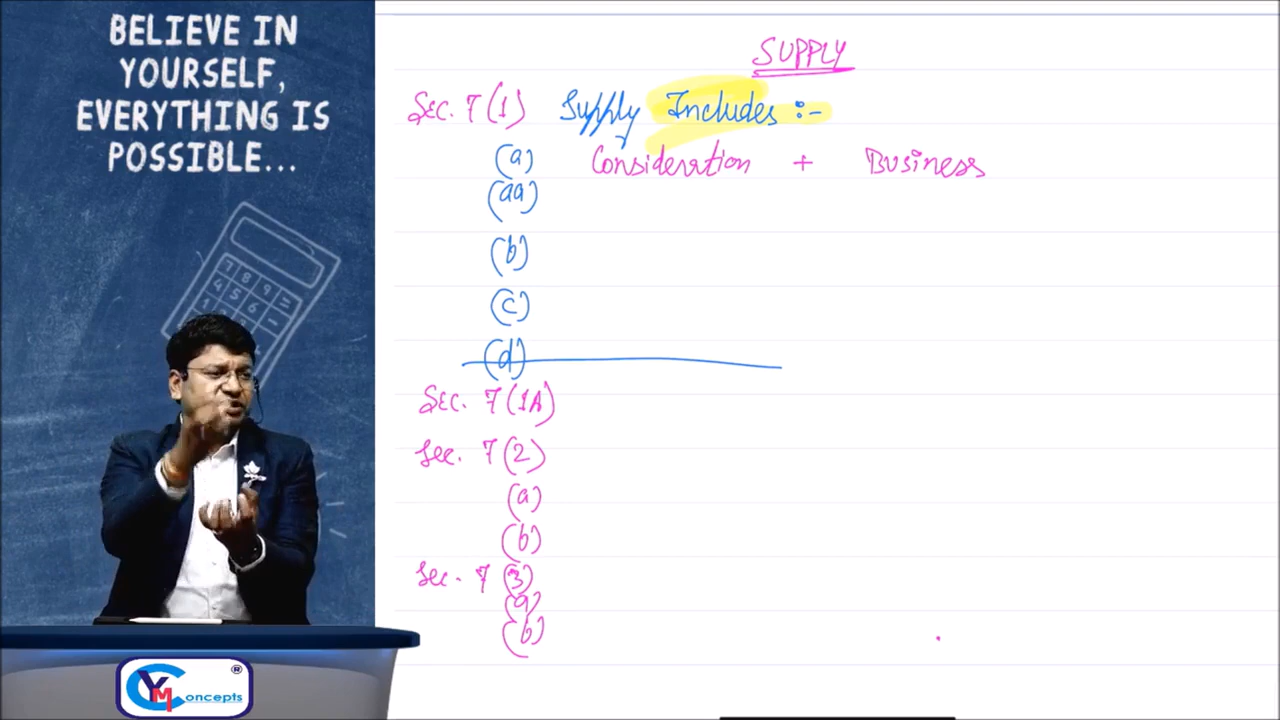 BELIEVE IN
YOURSELF,
EVERYTHING IS
POSSIBLE...
SUPPLY
Sec. 7(1) Supply Includes :-
(a) Consideration + Business
(aa)
(b)
(c)
(d)
Sec. 7(1A)
Sec. 7(2)
(a)
(b)
Sec. 7(3)
(a)
(b)
YM Concepts ®